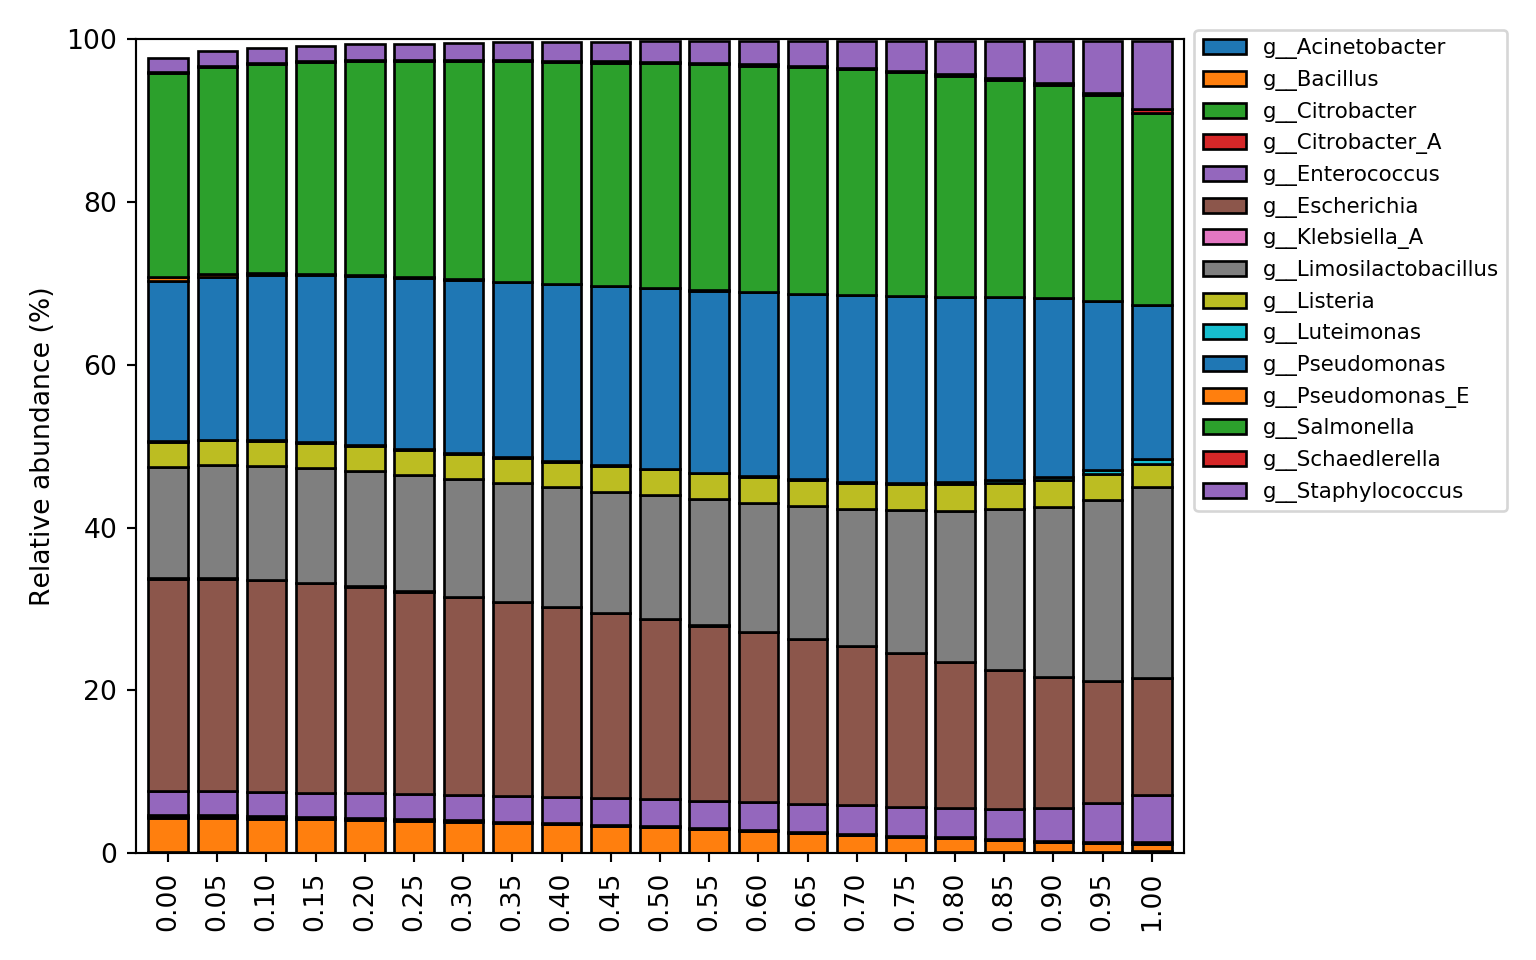 100
80
60
40
20
0
Relative abundance (%)
0.00
0.05
0.10
0.15
0.20
0.25
0.30
0.35
0.40
0.45
0.50
0.55
0.60
0.65
0.70
0.75
0.80
0.85
0.90
0.95
1.00
g__Acinetobacter
g__Bacillus
g__Citrobacter
g__Citrobacter_A
g__Enterococcus
g__Escherichia
g__Klebsiella_A
g__Limosilactobacillus
g__Listeria
g__Luteimonas
g__Pseudomonas
g__Pseudomonas_E
g__Salmonella
g__Schaedlerella
g__Staphylococcus